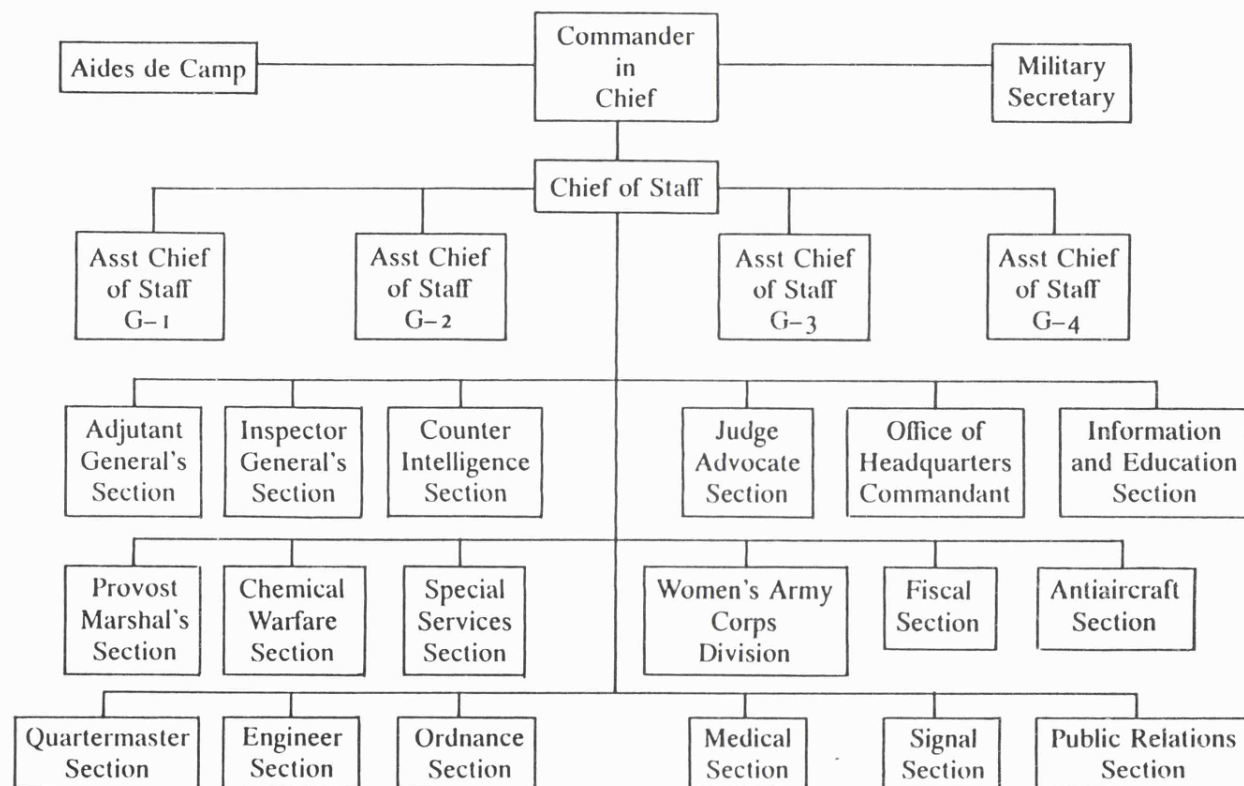 Aides de Camp
Commander
in
Chief
Military
Secretary
Chief of Staff
Asst Chief
of Staff
G-1
Asst Chief
of Staff
G-2
Asst Chief
of Staff
G-3
Asst Chief
of Staff
G-4
Adjutant
General's
Section
Inspector
General's
Section
Counter
Intelligence
Section
Judge
Advocate
Section
Office of
Headquarters
Commandant
Information
and Education
Section
Provost
Marshal's
Section
Chemical
Warfare
Section
Special
Services
Section
Women's Army
Corps
Division
Fiscal
Section
Antiaircraft
Section
Quartermaster
Section
Engineer
Section
Ordnance
Section
Medical
Section
Signal
Section
Public Relations
Section